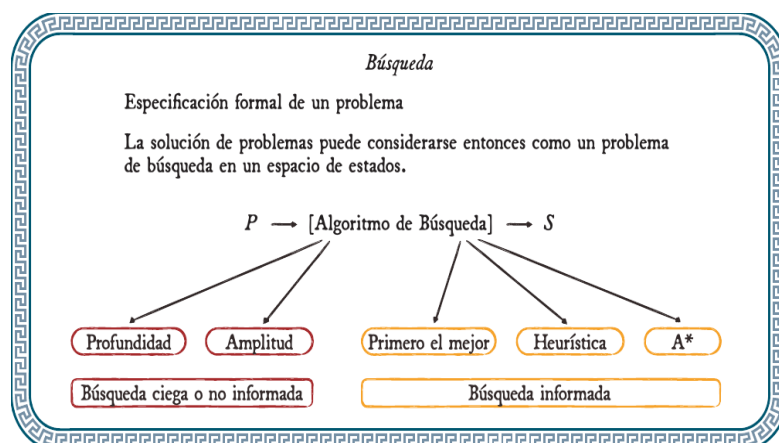 Búsqueda
Especificación formal de un problema
La solución de problemas puede considerarse entonces como un problema
de búsqueda en un espacio de estados.
P → [Algoritmo de Búsqueda] → S
Profundidad Amplitud Primero el mejor Heurística A*
Búsqueda ciega o no informada Búsqueda informada